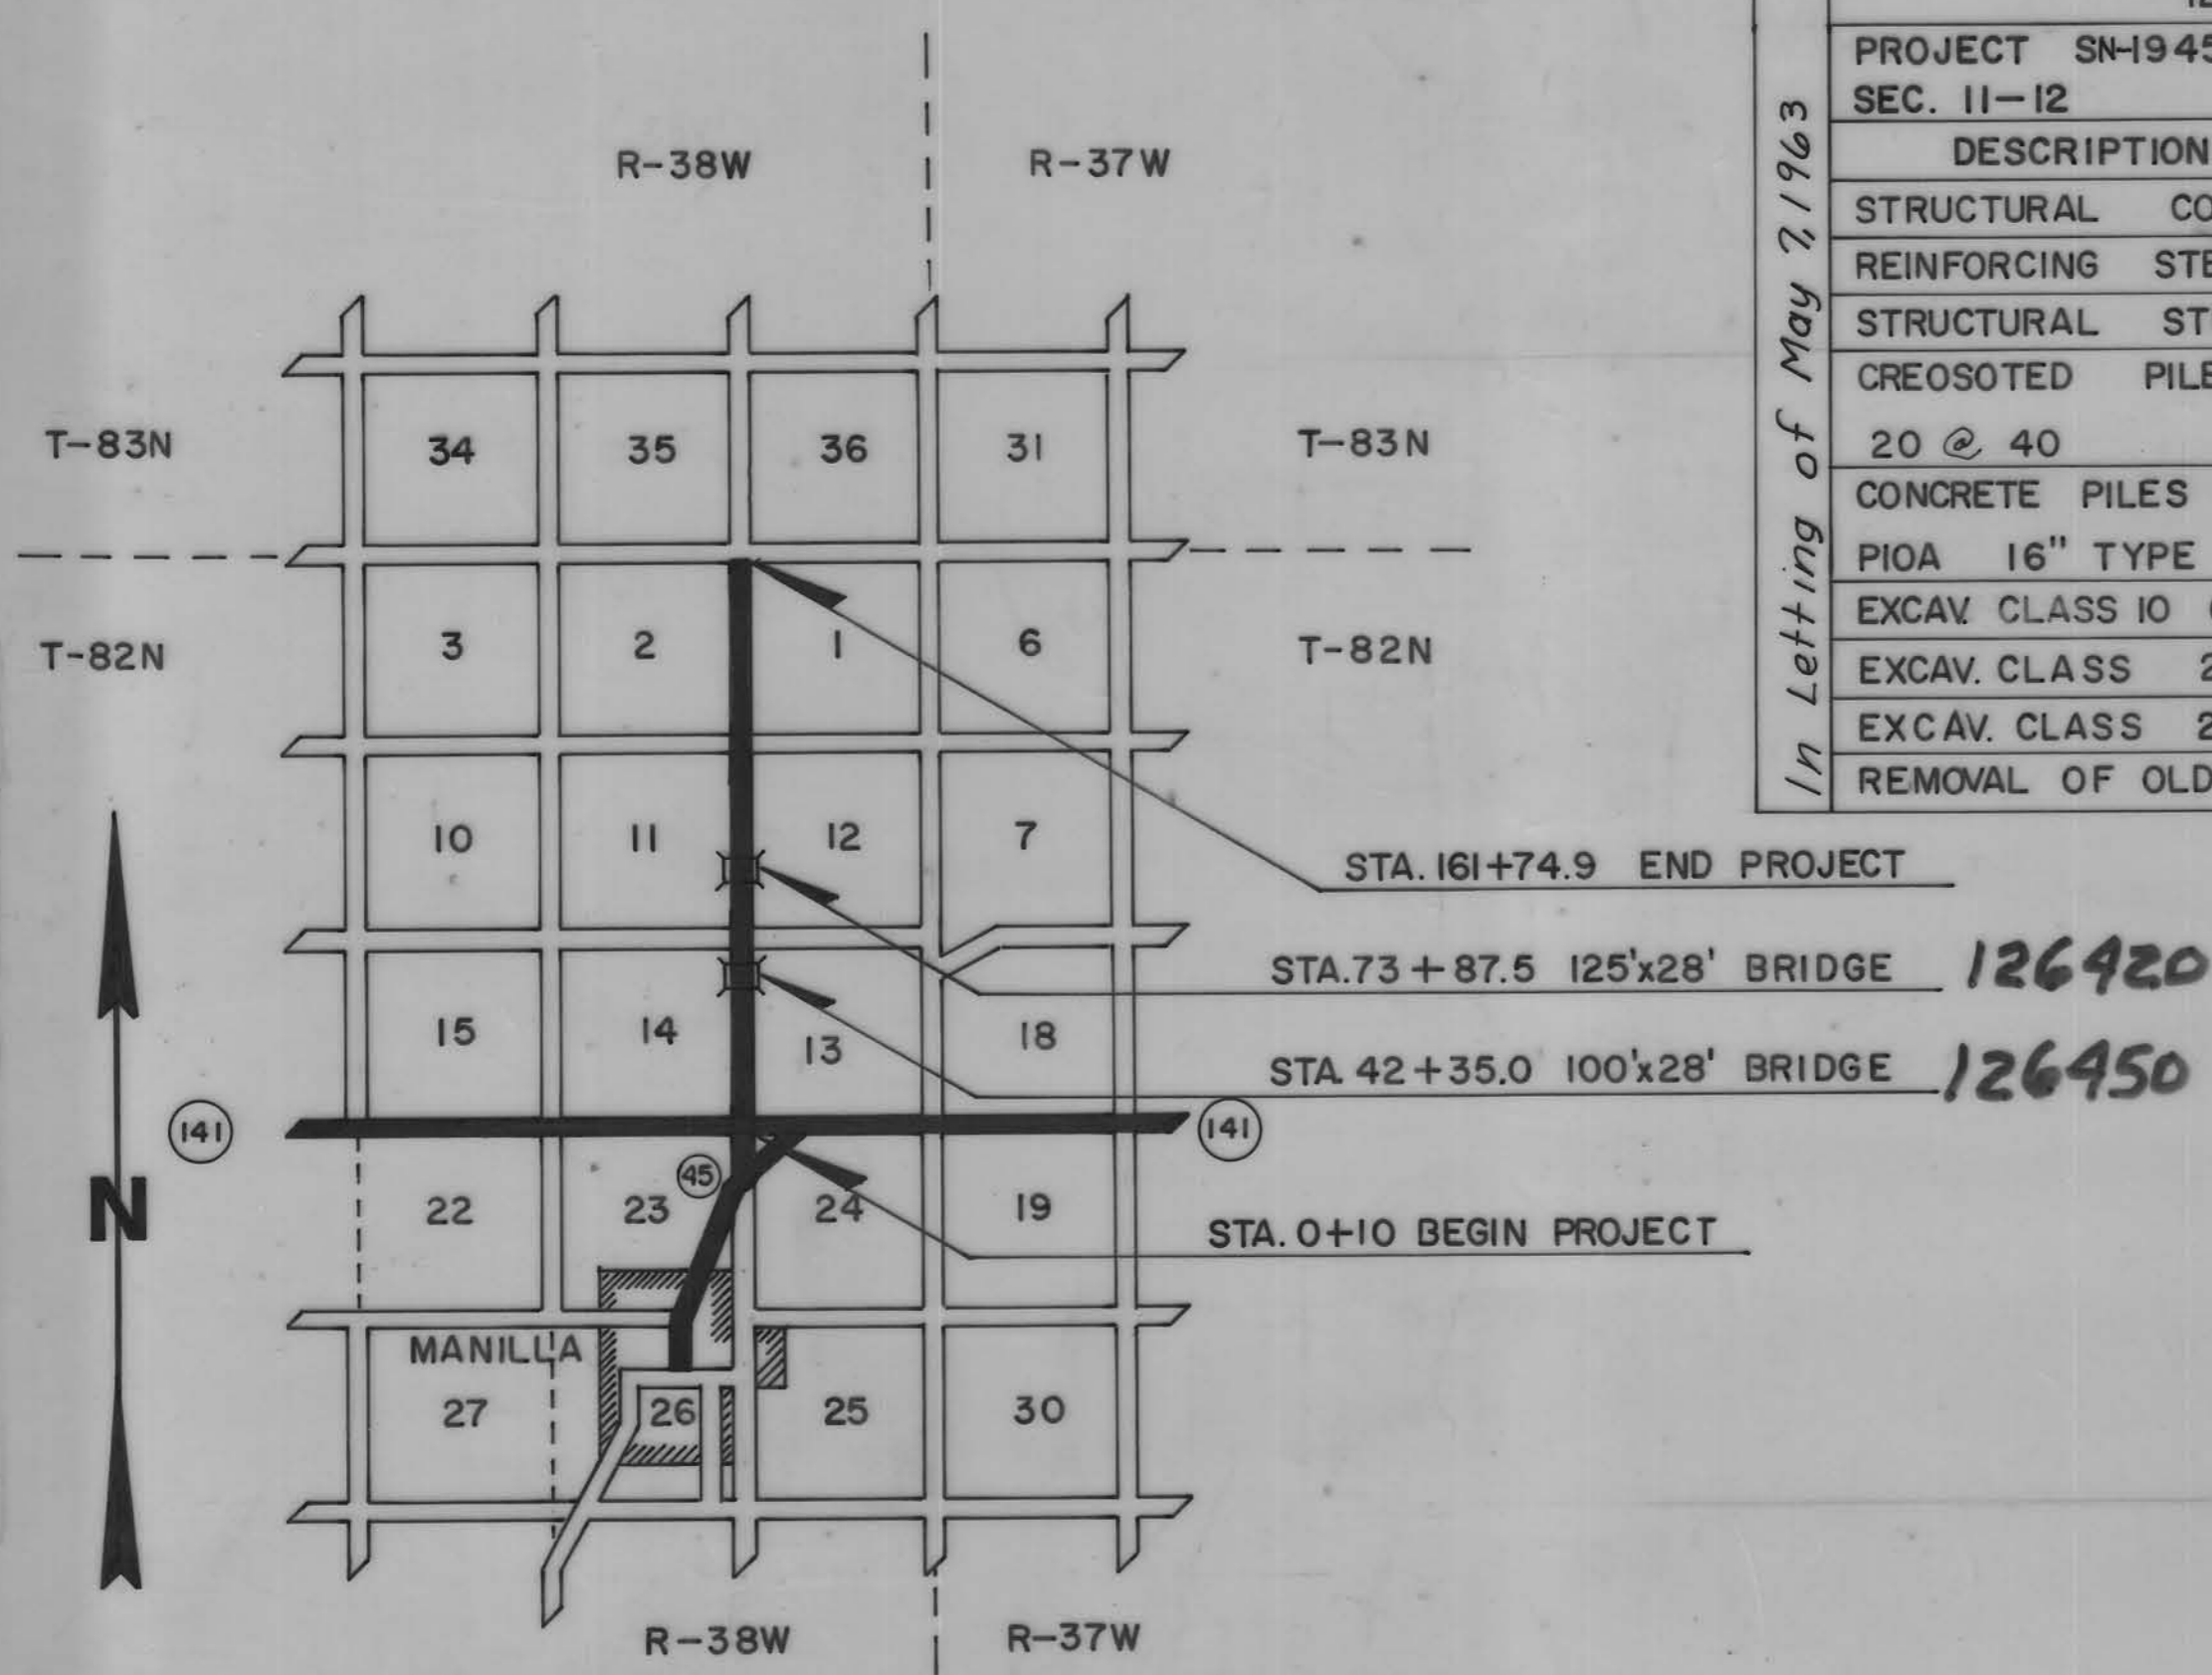 R-38W R-37W
T-83N 34 35 36 31 T-83N
T-82N 3 2 1 6 T-82N
10 11 12 7
15 14 13 18
141 141
45
22 23 24 19
N
MANILLA
27 26 25 30
R-38W R-37W
STA. 161+74.9 END PROJECT
STA.73+87.5 125'x28' BRIDGE 126420
STA. 42+35.0 100'x28' BRIDGE 126450
STA. 0+10 BEGIN PROJECT
In Letting of May 7, 1963
PROJECT SN-1945
SEC. 11-12
DESCRIPTION
STRUCTURAL CO
REINFORCING STE
STRUCTURAL ST
CREOSOTED PILE
20 @ 40
CONCRETE PILES
P10A 16" TYPE
EXCAV. CLASS 10
EXCAV. CLASS 2
EXCAV. CLASS 2
REMOVAL OF OLD